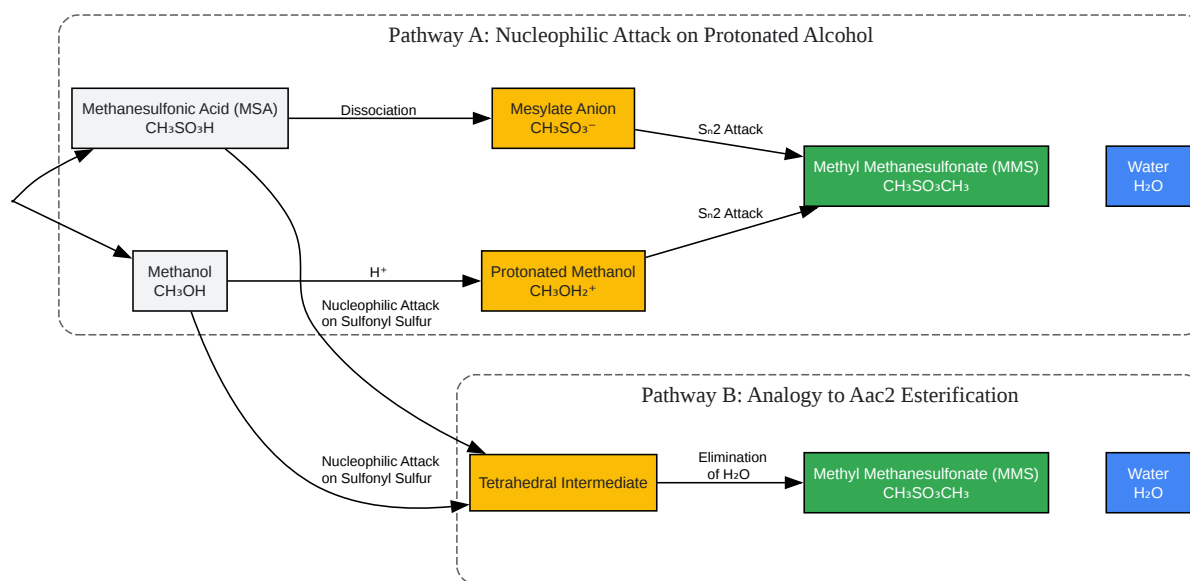 Pathway A: Nucleophilic Attack on Protonated Alcohol
Methanesulfonic Acid (MSA)
CH₃SO₃H
Dissociation
Mesylate Anion
CH₃SO₃⁻
Sₙ2 Attack
Methyl Methanesulfonate (MMS)
CH₃SO₃CH₃
Water
H₂O
Sₙ2 Attack
Methanol
CH₃OH
H⁺
Protonated Methanol
CH₃OH₂⁺
Nucleophilic Attack
on Sulfonyl Sulfur
Pathway B: Analogy to Aac2 Esterification
Nucleophilic Attack
on Sulfonyl Sulfur
Tetrahedral Intermediate
Elimination
of H₂O
Methyl Methanesulfonate (MMS)
CH₃SO₃CH₃
Water
H₂O